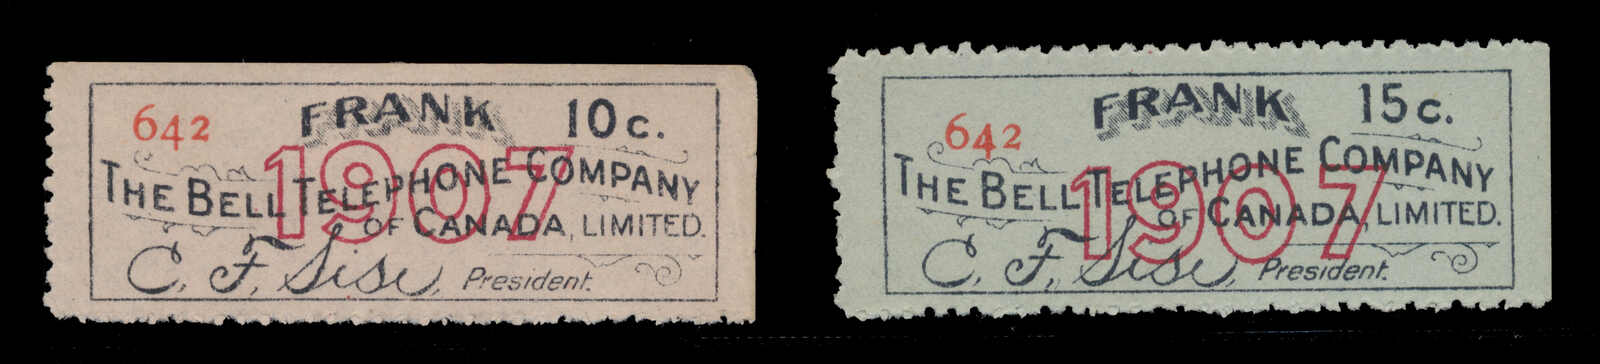 642 FRANK 10c.
1907
THE BELL TELEPHONE COMPANY
OF CANADA, LIMITED.
C. F. Sise, President.
642 FRANK 15c.
1907
THE BELL TELEPHONE COMPANY
OF CANADA, LIMITED.
C. F. Sise, President.